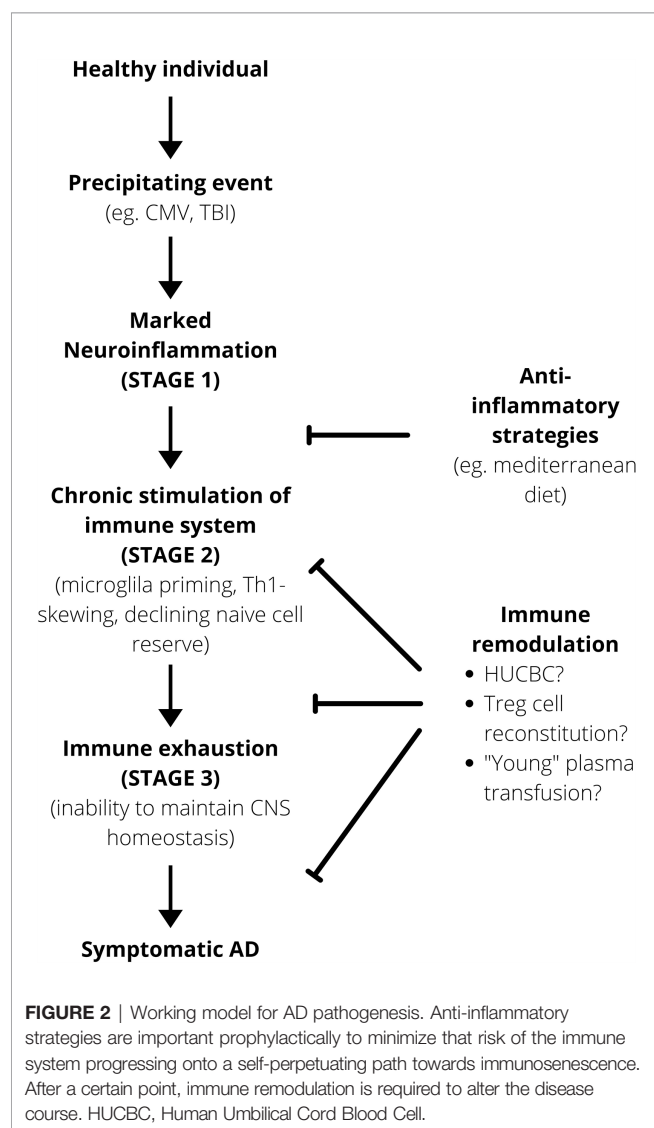 Healthy individual
Precipitating event
(eg. CMV, TBI)
Marked
Neuroinflammation
(STAGE 1)
Anti-
inflammatory
strategies
(eg. mediterranean
diet)
Chronic stimulation of
immune system
(STAGE 2)
(microglila priming, Th1-
skewing, declining naive cell
reserve)
Immune
remodulation
• HUCBC?
• Treg cell
reconstitution?
• "Young" plasma
transfusion?
Immune exhaustion
(STAGE 3)
(inability to maintain CNS
homeostasis)
Symptomatic AD
FIGURE 2 | Working model for AD pathogenesis. Anti-inflammatory
strategies are important prophylactically to minimize that risk of the immune
system progressing onto a self-perpetuating path towards immunosenescence.
After a certain point, immune remodulation is required to alter the disease
course. HUCBC, Human Umbilical Cord Blood Cell.